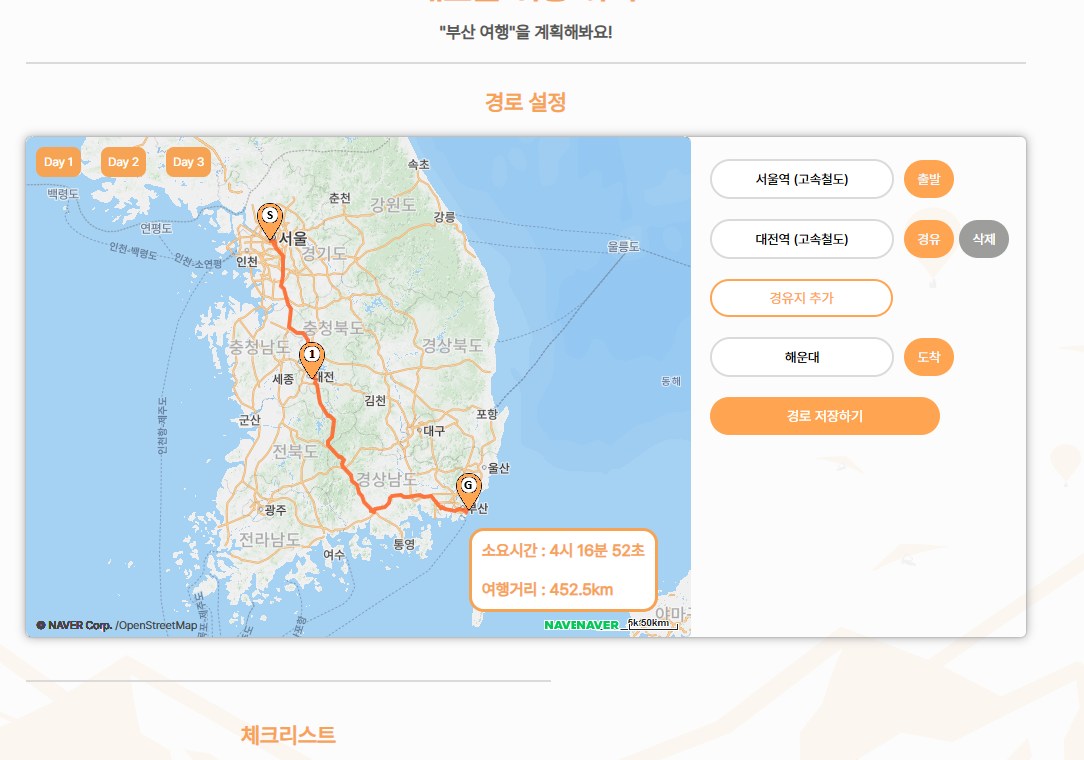 "부산 여행"을 계획해봐요!
경로 설정
Day 1 Day 2 Day 3
서울역 (고속철도) 출발
대전역 (고속철도) 경유 삭제
경유지 추가
해운대 도착
경로 저장하기
속초
백령도
춘천
강원도
강릉
연평도
S
서울
울릉도
인천-백령도
인천-소연평
인천
경기도
충청북도
충청남도
경상북도
1
세종
대전
동해
김천
인천항-제주도
군산
포항
대구
전북도
울산
경상남도
G
부산
광주
전라남도
통영
여수
소요시간 : 4시 16분 52초
여행거리 : 452.5km
야마구
© NAVER Corp. /OpenStreetMap
NAVER
50km
체크리스트